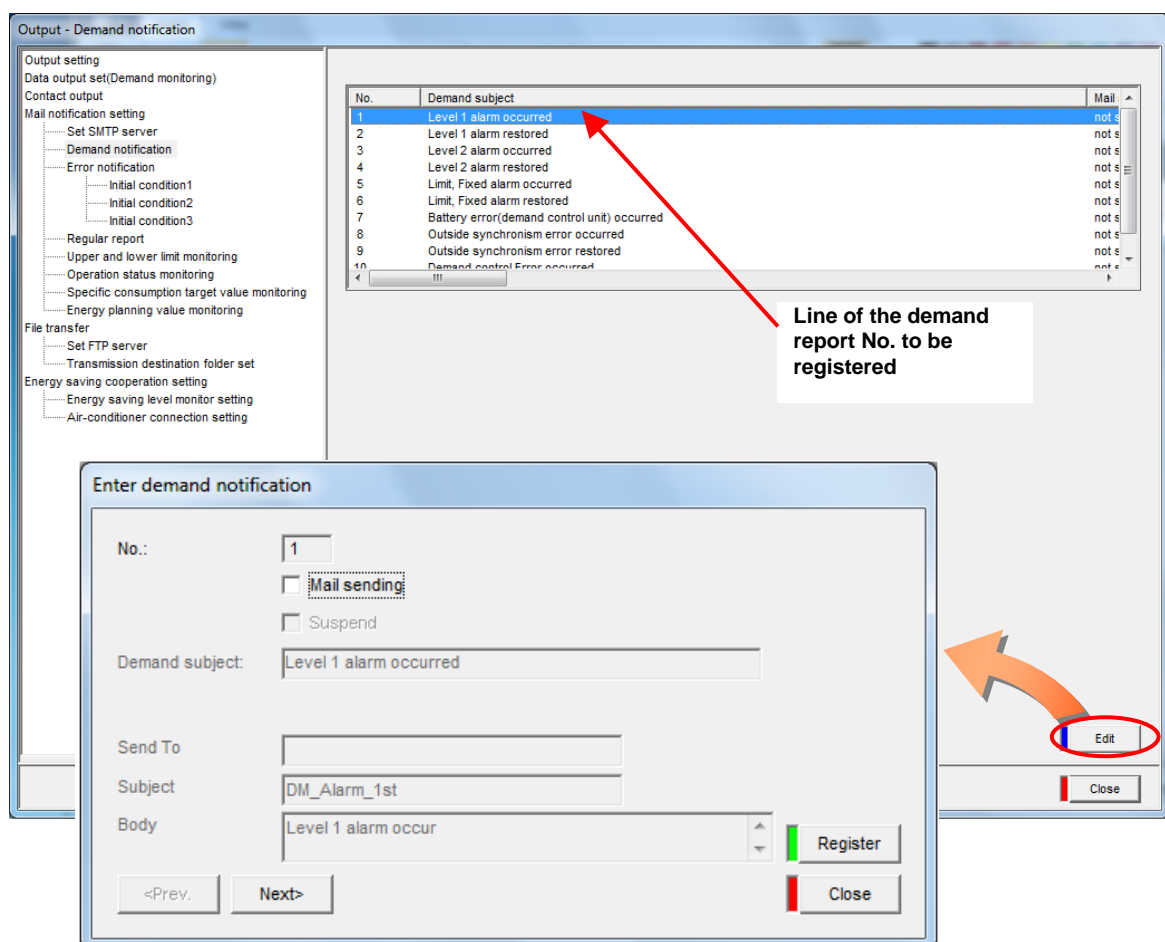 Output - Demand notification
Output setting
Data output set(Demand monitoring)
Contact output
Mail notification setting
Set SMTP server
Demand notification
Error notification
Initial condition1
Initial condition2
Initial condition3
Regular report
Upper and lower limit monitoring
Operation status monitoring
Specific consumption target value monitoring
Energy planning value monitoring
File transfer
Set FTP server
Transmission destination folder set
Energy saving cooperation setting
Energy saving level monitor setting
Air-conditioner connection setting
No. Demand subject Mail
1 Level 1 alarm occurred not s
2 Level 1 alarm restored not s
3 Level 2 alarm occurred not s
4 Level 2 alarm restored not s
5 Limit, Fixed alarm occurred not s
6 Limit, Fixed alarm restored not s
7 Battery error(demand control unit) occurred not s
8 Outside synchronism error occurred not s
9 Outside synchronism error restored not s
10 Demand control Error occurred not s
Line of the demand
report No. to be
registered
Edit
Close
Enter demand notification
No.: 1
Mail sending
Suspend
Demand subject: Level 1 alarm occurred
Send To
Subject DM_Alarm_1st
Body Level 1 alarm occur
Register
<Prev. Next> Close